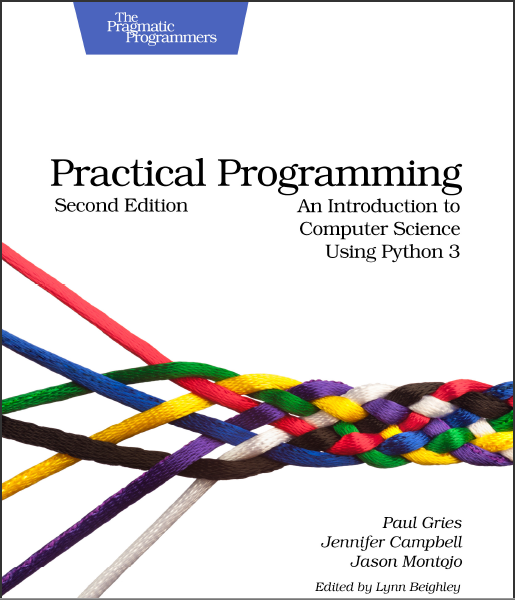 The
Pragmatic
Programmers
Practical Programming
Second Edition
An Introduction to
Computer Science
Using Python 3
Paul Gries
Jennifer Campbell
Jason Montojo
Edited by Lynn Beighley